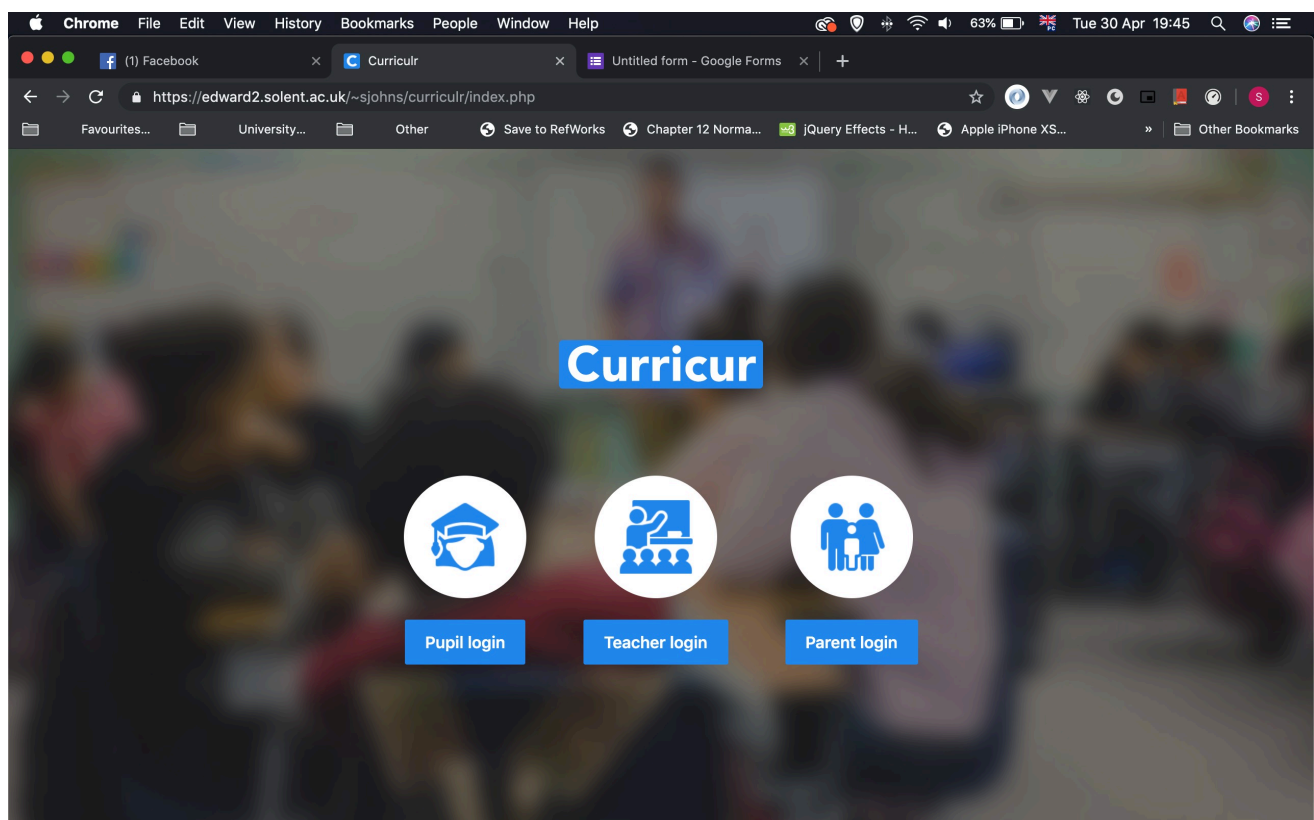 Chrome File Edit View History Bookmarks People Window Help 63% PC Tue 30 Apr 19:45
(1) Facebook Curriculr Untitled form - Google Forms
https://edward2.solent.ac.uk/~sjohns/curriculr/index.php S
Favourites... University... Other Save to RefWorks Chapter 12 Norma... w3 jQuery Effects - H... Apple iPhone XS... » Other Bookmarks
Curricur
Pupil login Teacher login Parent login